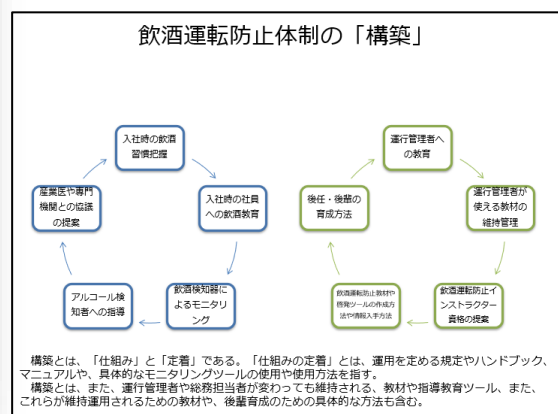 飲酒運転防止体制の「構築」
入社時の飲酒
習慣把握
入社時の社員
への飲酒教育
飲酒検知器に
よるモニタリ
ング
アルコール検
知者への指導
産業医や専門
機関との協議
の提案
運行管理者へ
の教育
運行管理者が
使える教材の
維持管理
飲酒運転防止イ
ンストラクター
資格の提案
飲酒運転防止教材や
啓発ツールの作成方
法や情報入手方法
後任・後輩の
育成方法
構築とは、「仕組み」と「定着」である。「仕組みの定着」とは、運用を定める規定やハンドブック、
マニュアルや、具体的なモニタリングツールの使用や使用方法を指す。
構築とは、また、運行管理者や総務担当者が変わっても維持される、教材や指導教育ツール、また、
これらが維持運用されるための教材や、後輩育成のための具体的な方法も含む。